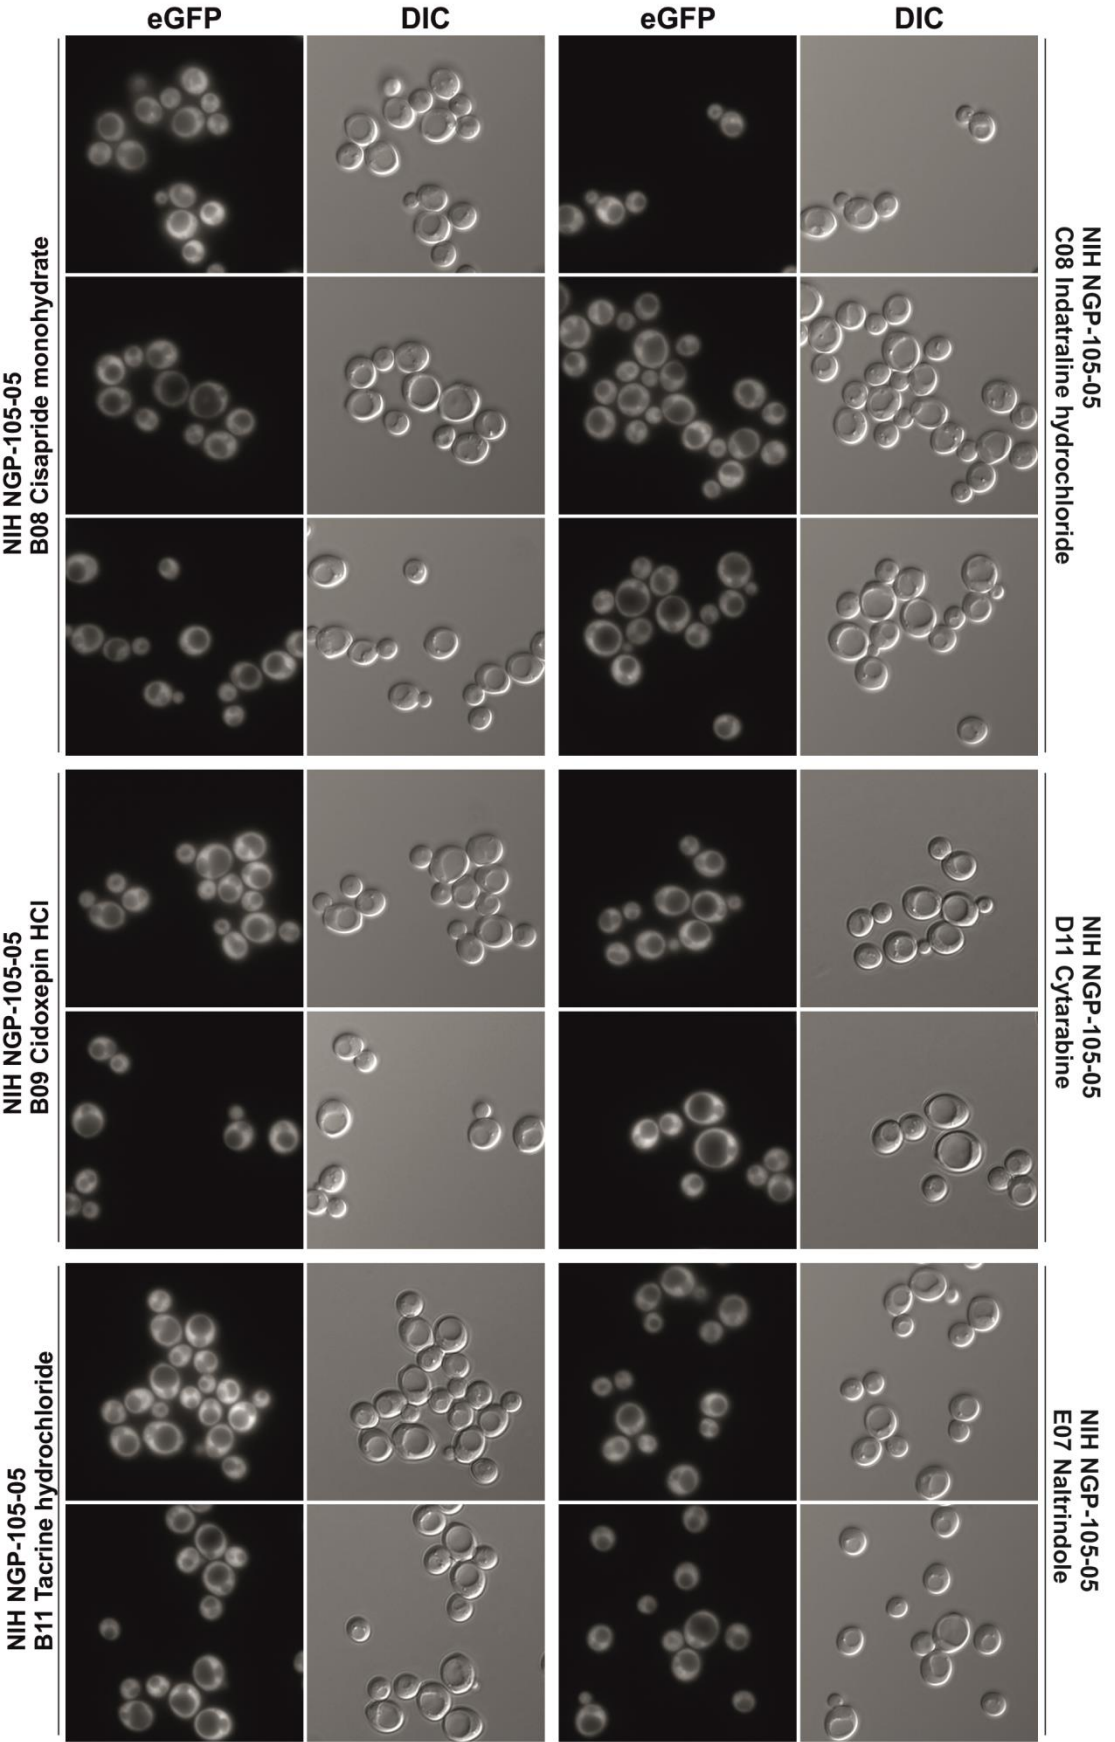 eGFP DIC eGFP DIC
NIH NGP-105-05
B08 Cisapride monohydrate
NIH NGP-105-05
C08 Indatraline hydrochloride
NIH NGP-105-05
B09 Cidoxepin HCl
NIH NGP-105-05
D11 Cytarabine
NIH NGP-105-05
B11 Tacrine hydrochloride
NIH NGP-105-05
E07 Naltrindole